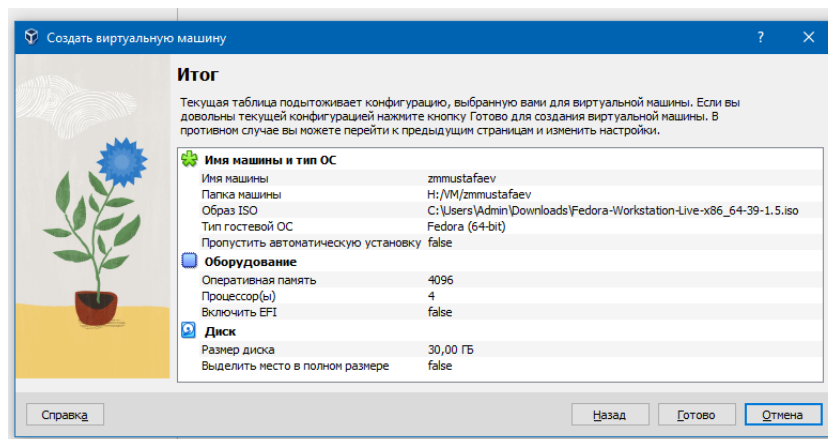 Создать виртуальную машину
Итог
Текущая таблица подытоживает конфигурацию, выбранную вами для виртуальной машины. Если вы
довольны текущей конфигурацией нажмите кнопку Готово для создания виртуальной машины. В
противном случае вы можете перейти к предыдущим страницам и изменить настройки.
Имя машины и тип ОС
Имя машины zmmustafaev
Папка машины H:/VM/zmmustafaev
Образ ISO C:\Users\Admin\Downloads\Fedora-Workstation-Live-x86_64-39-1.5.iso
Тип гостевой ОС Fedora (64-bit)
Пропустить автоматическую установку false
Оборудование
Оперативная память 4096
Процессор(ы) 4
Включить EFI false
Диск
Размер диска 30,00 ГБ
Выделить место в полном размере false
Справка Назад Готово Отмена